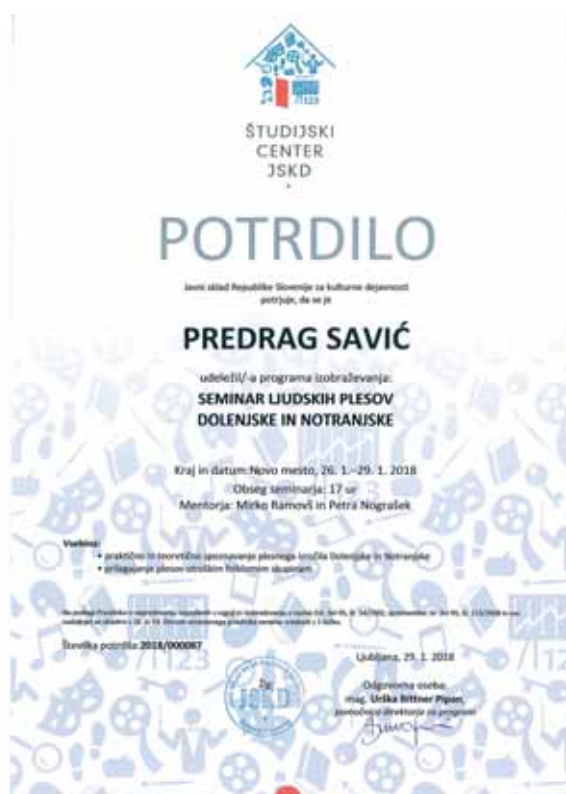 /123
ŠTUDIJSKI
CENTER
JSKD
POTRDILO
Javni sklad Republike Slovenije za kulturne dejavnosti
potrjuje, da se je
PREDRAG SAVIĆ
udeležil/-a programa izobraževanja:
SEMINAR LJUDSKIH PLESOV
DOLENJSKE IN NOTRANJSKE
Kraj in datum: Novo mesto, 26. 1.–29. 1. 2018
Obseg seminarja: 17 ur
Mentorja: Mirko Ramovš in Petra Nograšek
Vsebina:
• praktično in teoretično spoznavanje plesnega izročila Dolenjske in Notranjske
• prilagajanje plesov otroškim folklornim skupinam
Številka potrdila: 2018/000087
Ljubljana, 29. 1. 2018
Žig
JSKD
Odgovorna oseba:
mag. Urška Bittner Pipan,
pomočnica direktorja za program